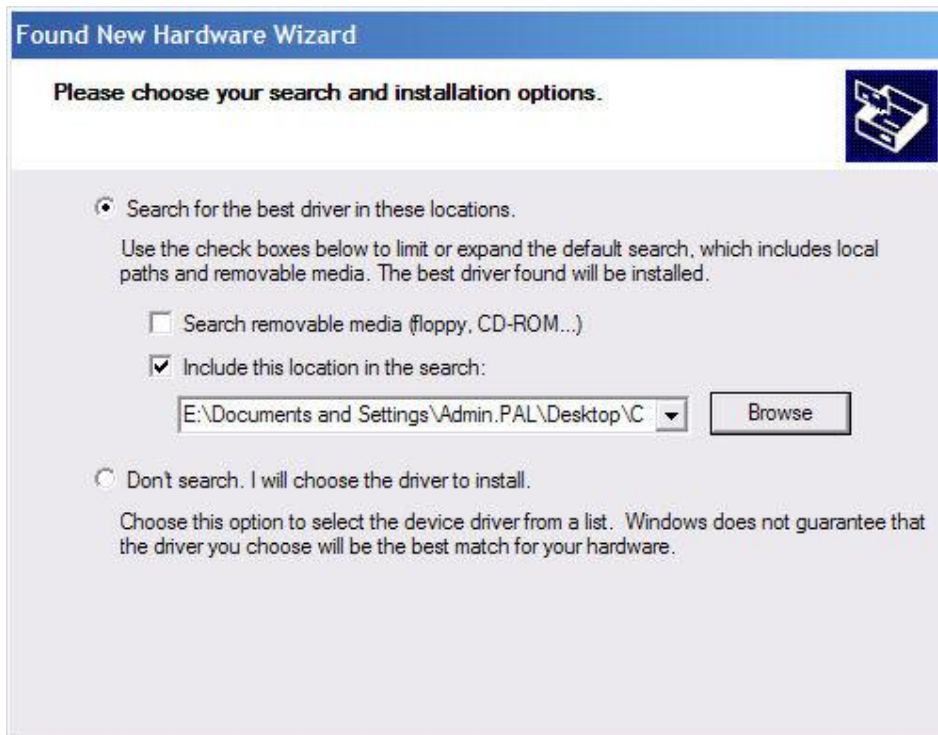 Found New Hardware Wizard
Please choose your search and installation options.
Search for the best driver in these locations.
Use the check boxes below to limit or expand the default search, which includes local
paths and removable media. The best driver found will be installed.
Search removable media (floppy, CD-ROM...)
Include this location in the search:
E:\Documents and Settings\Admin.PAL\Desktop\C
Browse
Don't search. I will choose the driver to install.
Choose this option to select the device driver from a list. Windows does not guarantee that
the driver you choose will be the best match for your hardware.